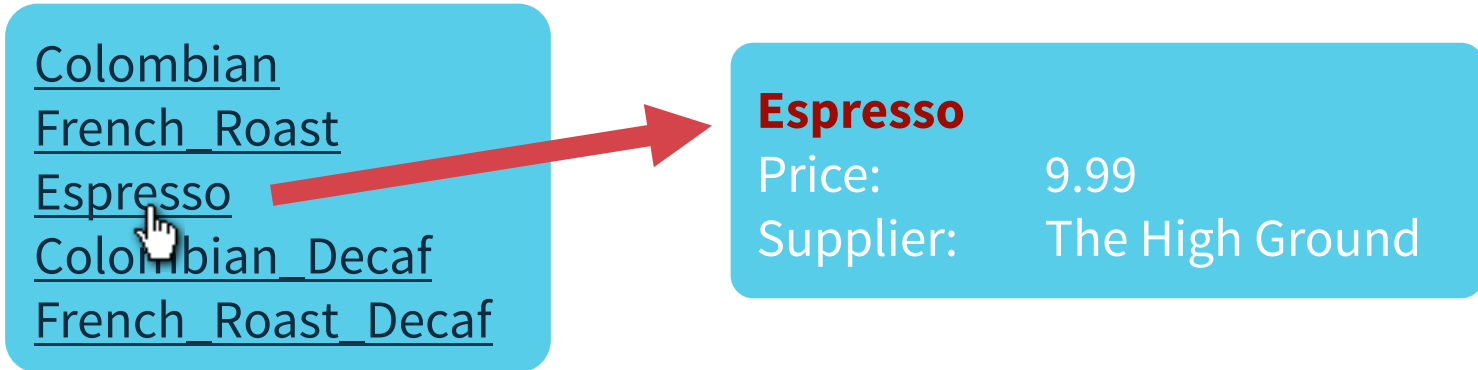 Colombian
French_Roast
Espresso
Colombian_Decaf
French_Roast_Decaf
Espresso
Price: 9.99
Supplier: The High Ground